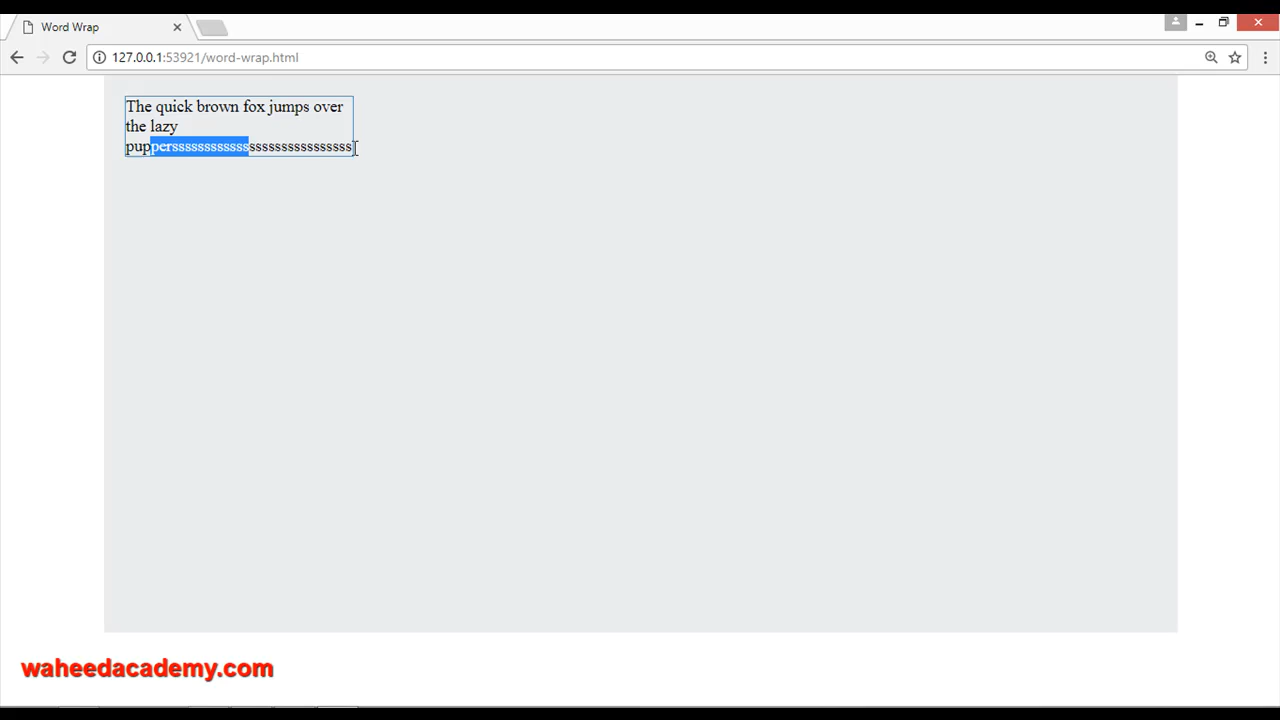 Word Wrap
127.0.0.1:53921/word-wrap.html
The quick brown fox jumps over
the lazy
pupperssssssssssssssssssssssssssss
waheedacademy.com